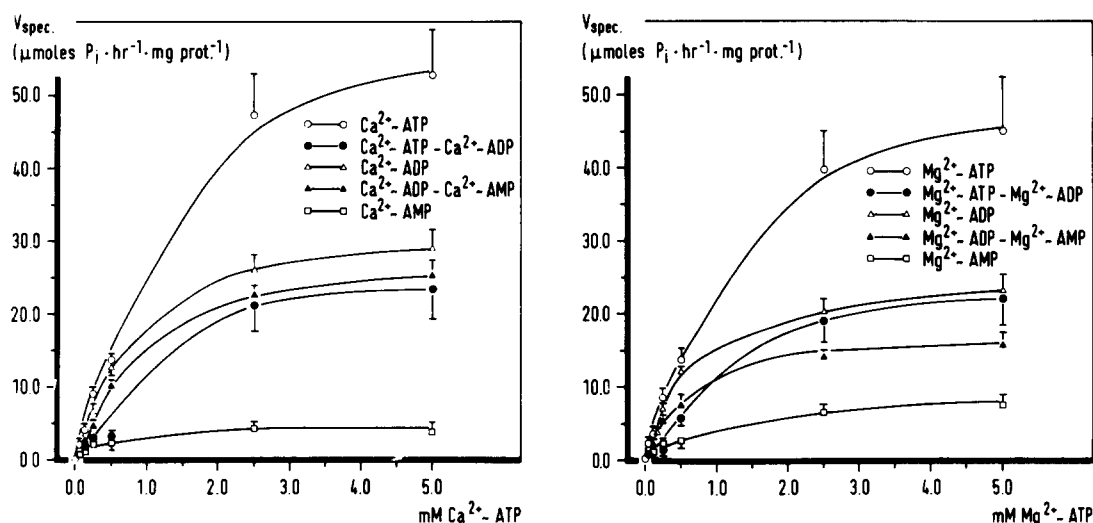 V spec.
(μmoles Pi · hr⁻¹ · mg prot.⁻¹)
50.0
40.0
30.0
20.0
10.0
0.0
Ca²⁺~ ATP
Ca²⁺~ ATP - Ca²⁺~ ADP
Ca²⁺~ ADP
Ca²⁺~ ADP - Ca²⁺~ AMP
Ca²⁺~ AMP
0.0 1.0 2.0 3.0 4.0 5.0
mM Ca²⁺~ ATP
V spec.
(μmoles Pi · hr⁻¹ · mg prot.⁻¹)
50.0
40.0
30.0
20.0
10.0
0.0
Mg²⁺~ ATP
Mg²⁺~ ATP - Mg²⁺~ ADP
Mg²⁺~ ADP
Mg²⁺~ ADP - Mg²⁺~ AMP
Mg²⁺~ AMP
0.0 1.0 2.0 3.0 4.0 5.0
mM Mg²⁺~ ATP